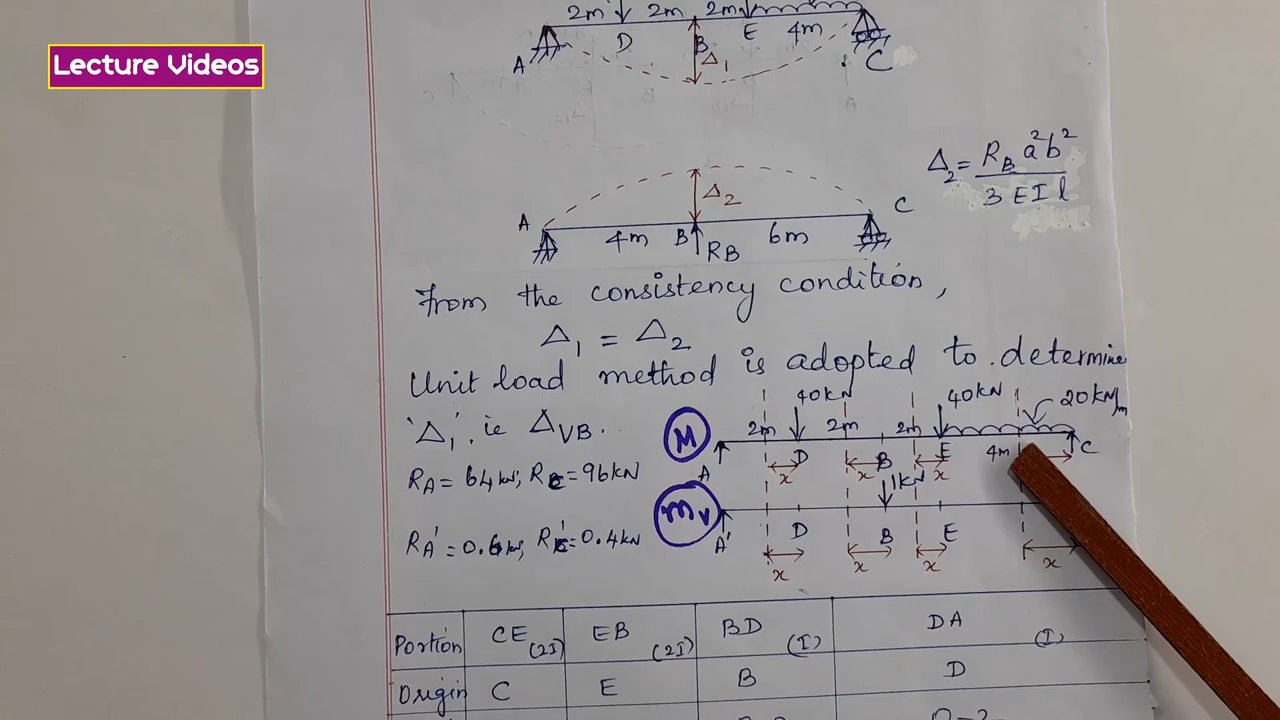 Lecture Videos
2m 2m 2m
A D B E 4m C
Δ1
Δ2 = RB a²b² / 3EIl
A Δ2 C
4m B RB 6m
From the consistency condition,
Δ1 = Δ2
Unit load method is adopted to determine
'Δ1' ie ΔVB.
40kN 40kN 20kN/m
M 2m 2m 2m 4m
A D B E C
x x x
RA = 64kN; RC = 96kN
1kN
mv
A' D B E
x x x x
RA' = 0.6kN, RC' = 0.4kN
Portion CE (2I) EB (2I) BD (I) DA (I)
Origin C E B D